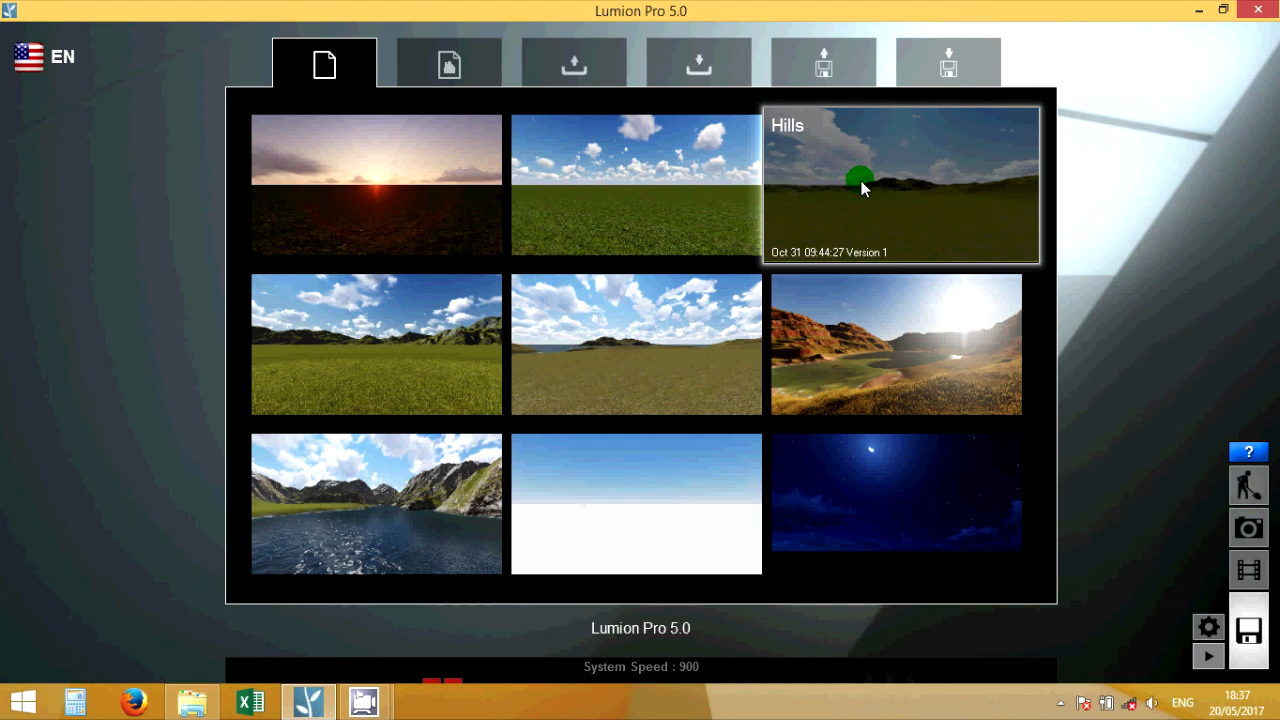 Lumion Pro 5.0
EN
Hills
Oct 31 09:44:27 Version 1
?
Lumion Pro 5.0
System Speed : 900
ENG
18:37
20/05/2017